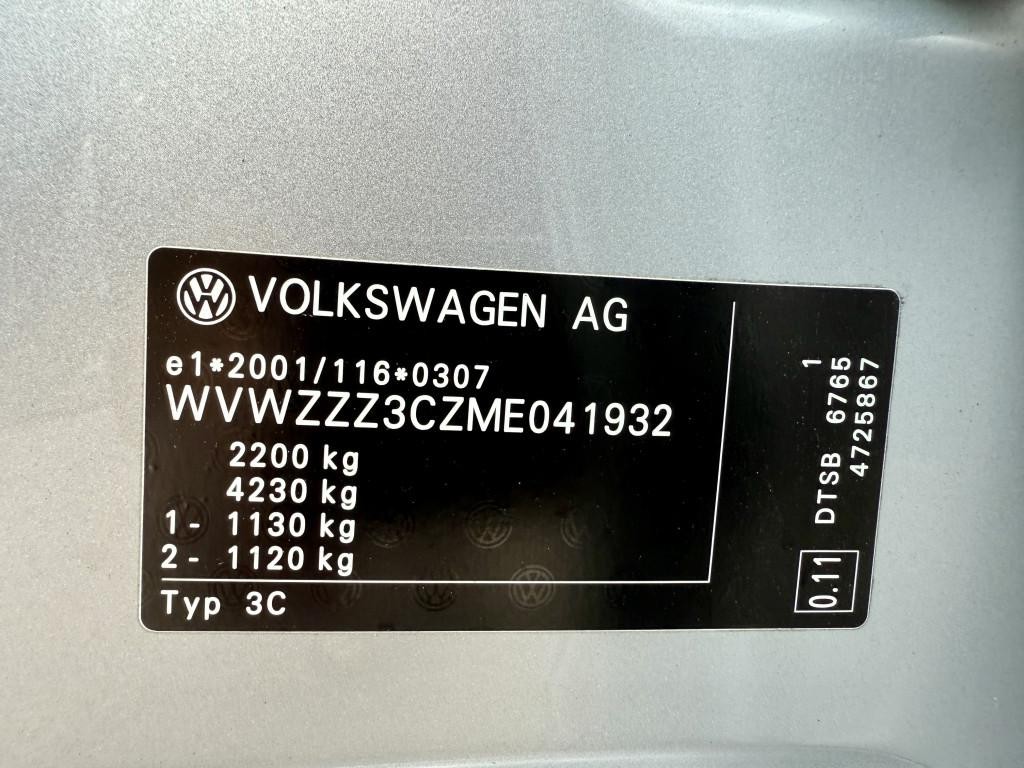 VOLKSWAGEN AG
e1*2001/116*0307
WVWZZZ3CZME041932
2200 kg
4230 kg
1- 1130 kg
2- 1120 kg
Typ 3C
1
DTSB 6765
4725867
0.11